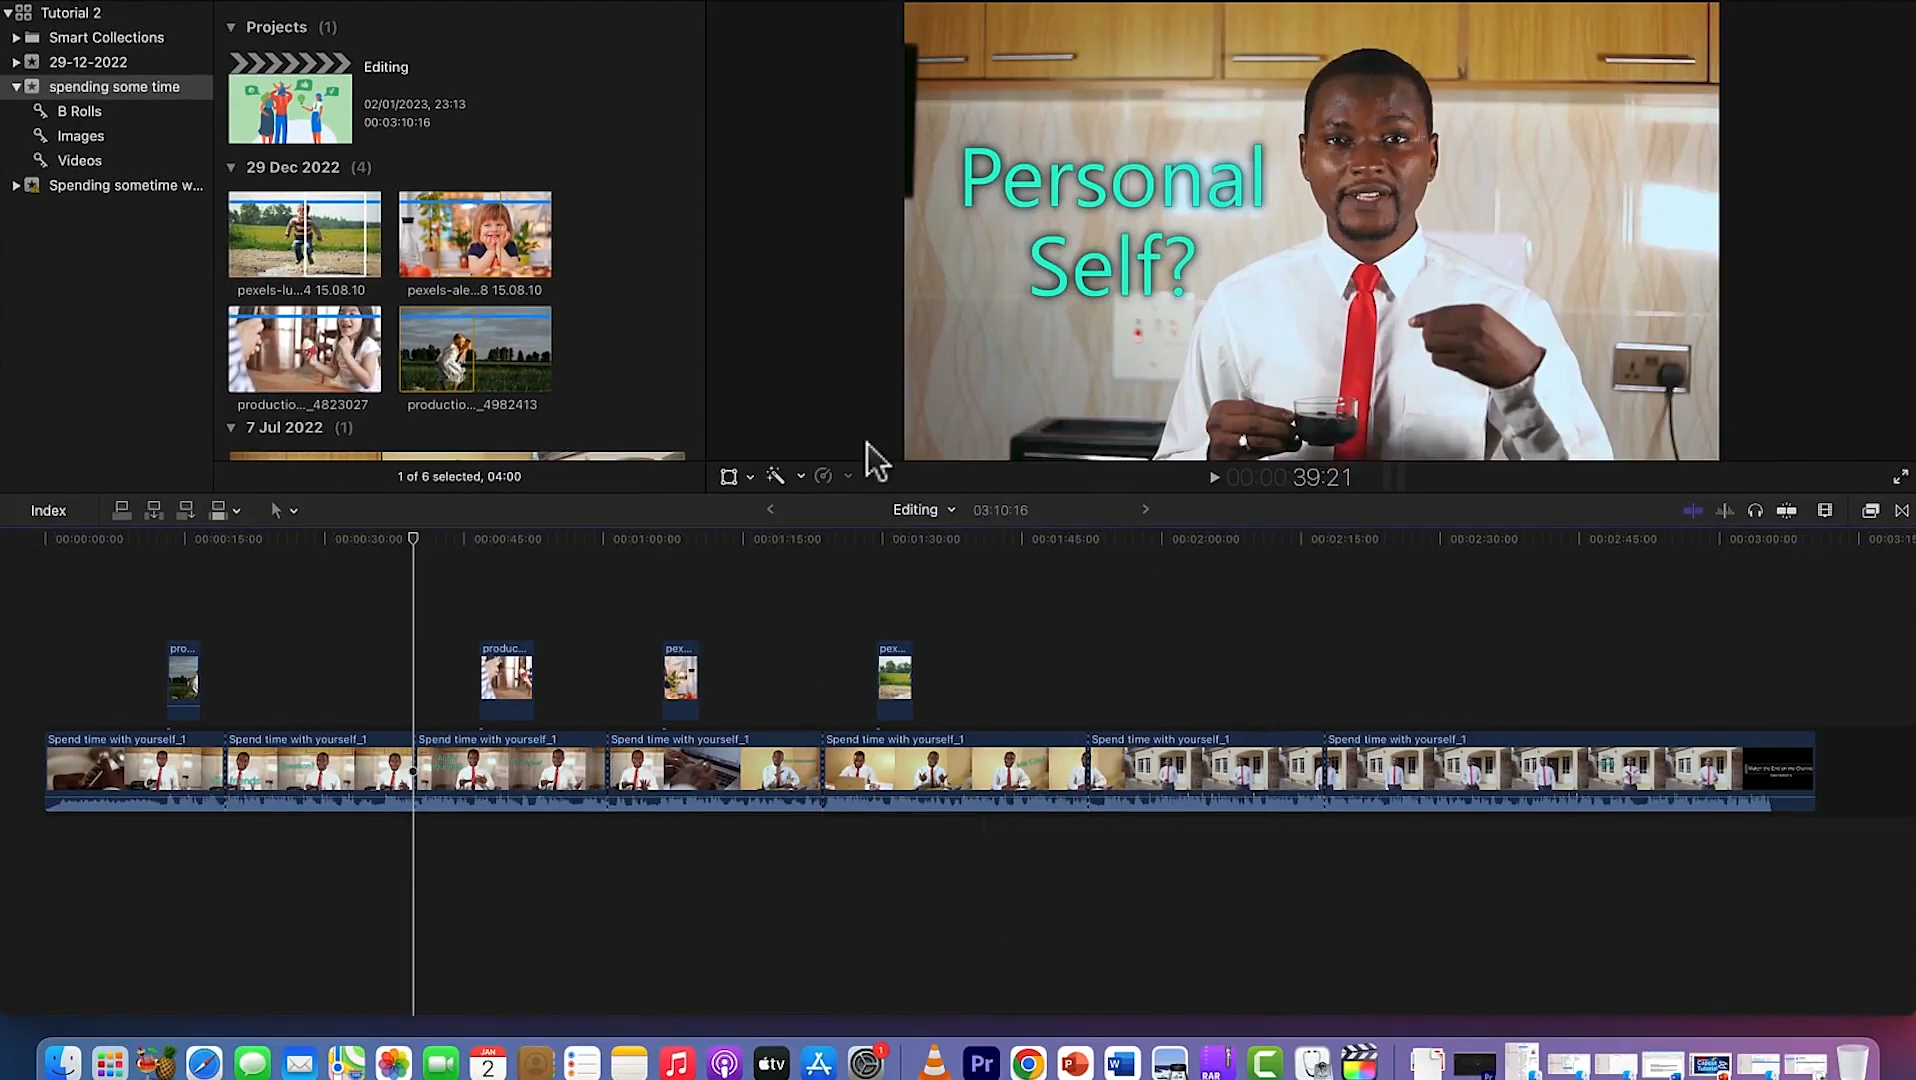 Tutorial 2
Smart Collections
29-12-2022
spending some time
B Rolls
Images
Videos
Spending sometime w...
Projects (1)
Editing
02/01/2023, 23:13
00:03:10:16
29 Dec 2022 (4)
pexels-lu...4 15.08.10
pexels-ale...8 15.08.10
productio..._4823027
productio..._4982413
7 Jul 2022 (1)
1 of 6 selected, 04:00
Personal
Self?
00:00:39:21
Index
Editing
03:10:16
00:00:00:00 00:00:15:00 00:00:30:00 00:00:45:00 00:01:00:00 00:01:15:00 00:01:30:00 00:01:45:00 00:02:00:00 00:02:15:00 00:02:30:00 00:02:45:00 00:03:00:00 00:03:15
pro... produc... pex... pex...
Spend time with yourself_1 Spend time with yourself_1 Spend time with yourself_1 Spend time with yourself_1 Spend time with yourself_1 Spend time with yourself_1 Spend time with yourself_1
JAN
2
tv
1
Pr
P
W
RAR